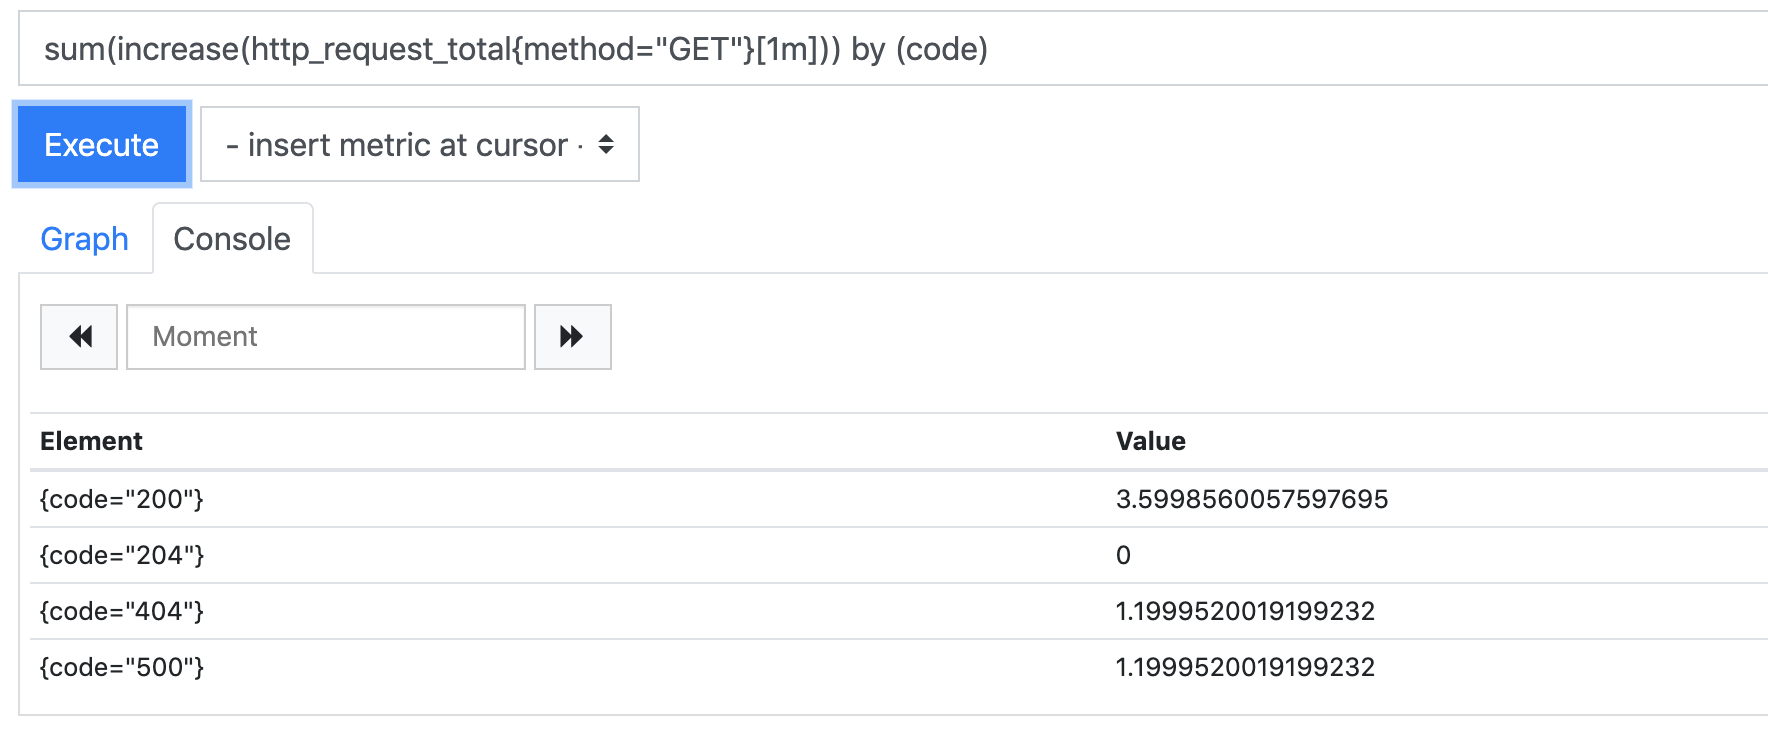 sum(increase(http_request_total{method="GET"}[1m])) by (code)
Execute
- insert metric at cursor ·
Graph
Console
Moment
Element Value
{code="200"} 3.5998560057597695
{code="204"} 0
{code="404"} 1.1999520019199232
{code="500"} 1.1999520019199232